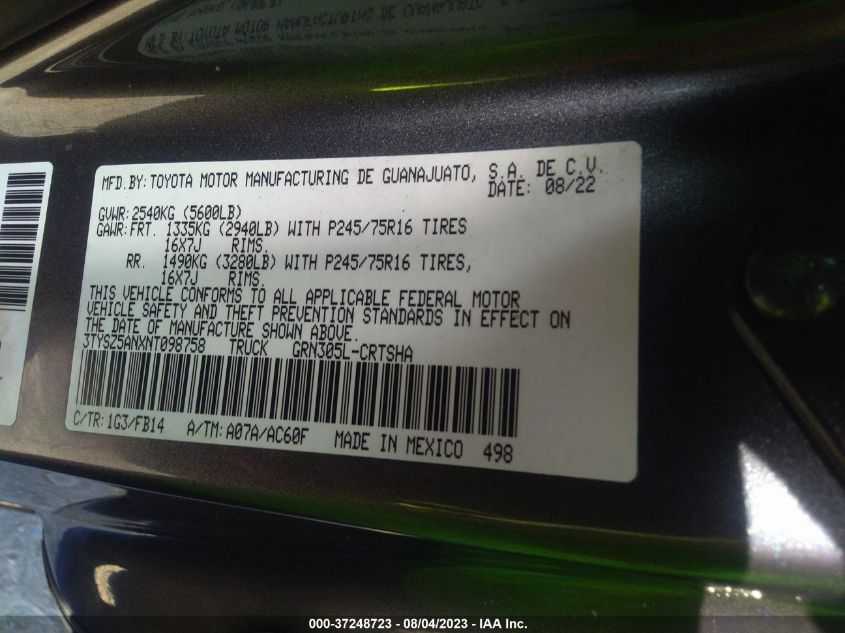 MFD.BY:TOYOTA MOTOR MANUFACTURING DE GUANAJUATO, S.A. DE C.V.
DATE: 08/22
GVWR:2540KG (5600LB)
GAWR:FRT. 1335KG (2940LB) WITH P245/75R16 TIRES
16X7J RIMS.
RR. 1490KG (3280LB) WITH P245/75R16 TIRES,
16X7J RIMS.
THIS VEHICLE CONFORMS TO ALL APPLICABLE FEDERAL MOTOR
VEHICLE SAFETY AND THEFT PREVENTION STANDARDS IN EFFECT ON
THE DATE OF MANUFACTURE SHOWN ABOVE.
3TYSZ5ANXNT098758 TRUCK GRN305L-CRTSHA
C/TR:1G3/FB14 A/TM:A07A/AC60F MADE IN MEXICO 498
000-37248723 - 08/04/2023 - IAA Inc.